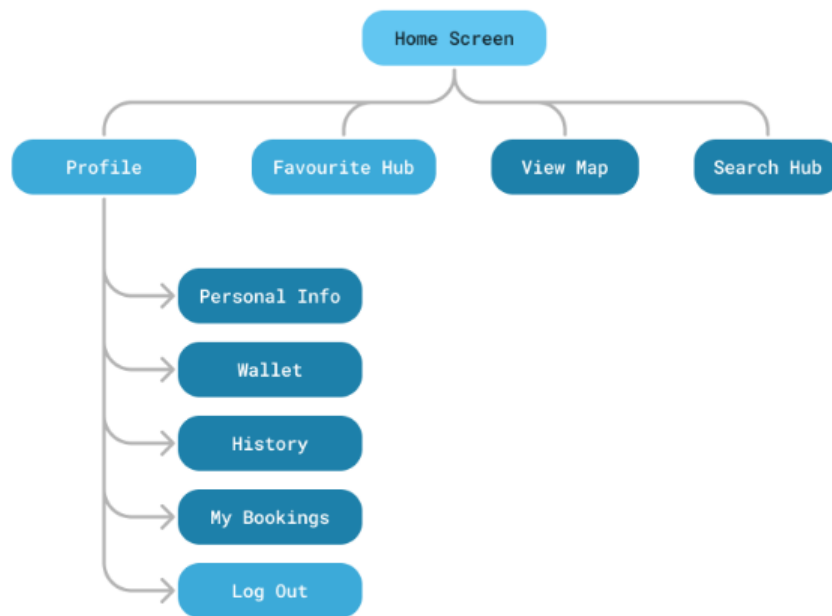 Home Screen
Profile
Favourite Hub
View Map
Search Hub
Personal Info
Wallet
History
My Bookings
Log Out